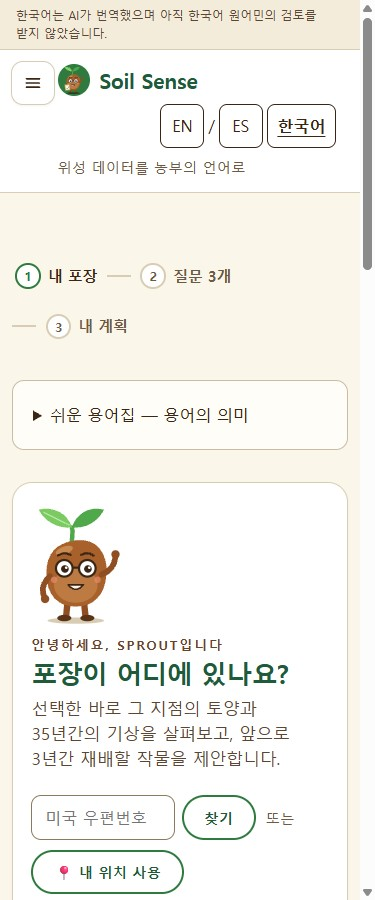 한국어는 AI가 번역했으며 아직 한국어 원어민의 검토를
받지 않았습니다.
Soil Sense
EN / ES 한국어
위성 데이터를 농부의 언어로
1 내 포장 2 질문 3개
3 내 계획
▶ 쉬운 용어집 — 용어의 의미
안녕하세요, SPROUT입니다
포장이 어디에 있나요?
선택한 바로 그 지점의 토양과
35년간의 기상을 살펴보고, 앞으로
3년간 재배할 작물을 제안합니다.
미국 우편번호 찾기 또는
📍 내 위치 사용